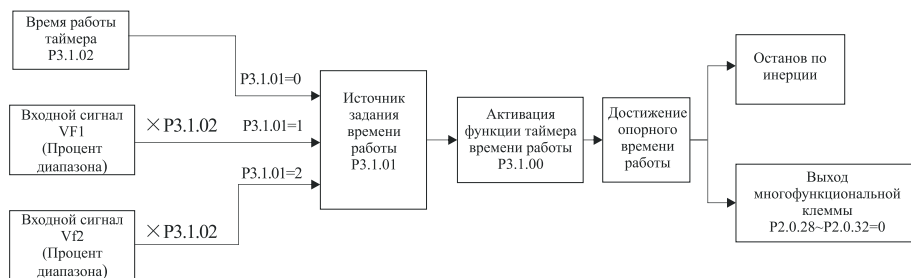 Время работы
таймера
P3.1.02
P3.1.01=0
Входной сигнал
VF1
(Процент
диапазона)
×P3.1.02
P3.1.01=1
Входной сигнал
Vf2
(Процент
диапазона)
×P3.1.02
P3.1.01=2
Источник
задания
времени
работы
P3.1.01
Активация
функции таймера
времени работы
P3.1.00
Достижение
опорного
времени
работы
Останов по
инерции
Выход
многофункциональной
клеммы
P2.0.28~P2.0.32=0